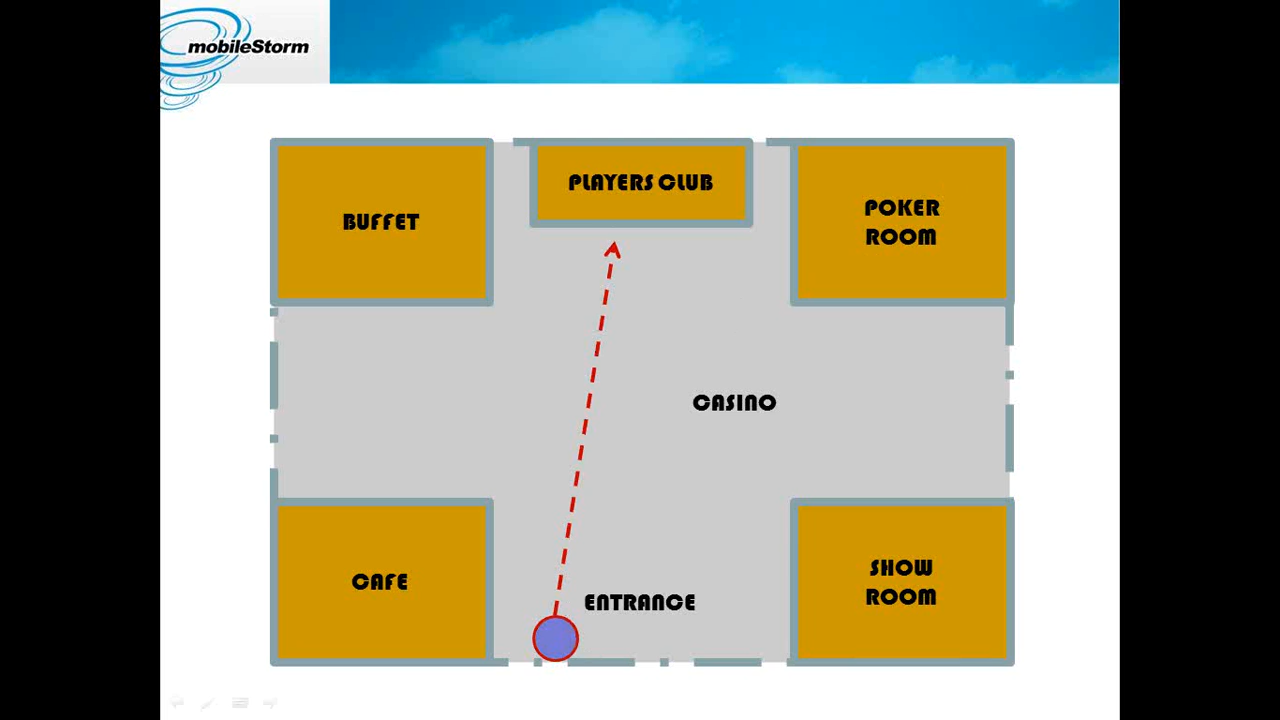 mobileStorm
PLAYERS CLUB
BUFFET
POKER
ROOM
CASINO
CAFE
SHOW
ROOM
ENTRANCE